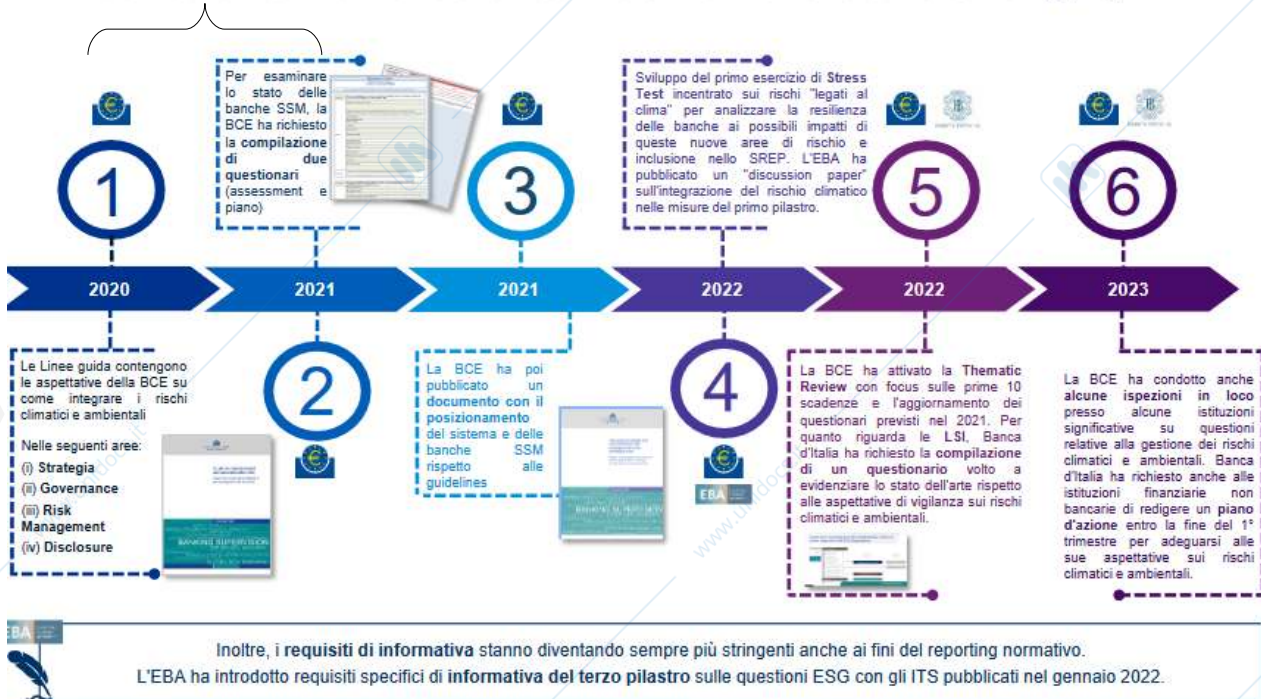 1
2020
Le Linee guida contengono
le aspettative della BCE su
come integrare i rischi
climatici e ambientali
Nelle seguenti aree:
(i) Strategia
(ii) Governance
(iii) Risk
Management
(iv) Disclosure
BANKING SUPERVISION
Per esaminare
lo stato delle
banche SSM, la
BCE ha richiesto
la compilazione
di due
questionari
(assessment e
piano)
2021
2
3
2021
La BCE ha poi
pubblicato un
documento con il
posizionamento
del sistema e delle
banche SSM
rispetto alle
guidelines
BANKING SUPERVISION
Sviluppo del primo esercizio di Stress
Test incentrato sui rischi "legati al
clima" per analizzare la resilienza
delle banche ai possibili impatti di
queste nuove aree di rischio e
inclusione nello SREP. L'EBA ha
pubblicato un "discussion paper"
sull'integrazione del rischio climatico
nelle misure del primo pilastro.
2022
4
EBA
5
2022
La BCE ha attivato la Thematic
Review con focus sulle prime 10
scadenze e l'aggiornamento dei
questionari previsti nel 2021. Per
quanto riguarda le LSI, Banca
d'Italia ha richiesto la compilazione
di un questionario volto a
evidenziare lo stato dell'arte rispetto
alle aspettative di vigilanza sui rischi
climatici e ambientali.
6
2023
La BCE ha condotto anche
alcune ispezioni in loco
presso alcune istituzioni
significative su questioni
relative alla gestione dei rischi
climatici e ambientali. Banca
d'Italia ha richiesto anche alle
istituzioni finanziarie non
bancarie di redigere un piano
d'azione entro la fine del 1°
trimestre per adeguarsi alle
sue aspettative sui rischi
climatici e ambientali.
EBA
Inoltre, i requisiti di informativa stanno diventando sempre più stringenti anche ai fini del reporting normativo.
L'EBA ha introdotto requisiti specifici di informativa del terzo pilastro sulle questioni ESG con gli ITS pubblicati nel gennaio 2022.